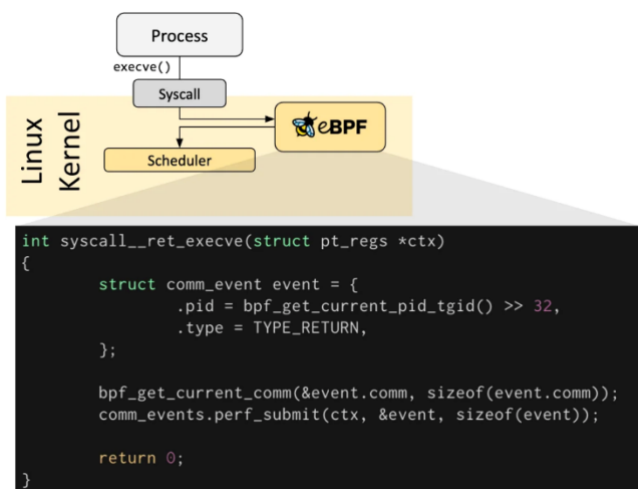 Process
execve()
Syscall
Linux
Kernel
eBPF
Scheduler
int syscall__ret_execve(struct pt_regs *ctx)
{
        struct comm_event event = {
                .pid = bpf_get_current_pid_tgid() >> 32,
                .type = TYPE_RETURN,
        };

        bpf_get_current_comm(&event.comm, sizeof(event.comm));
        comm_events.perf_submit(ctx, &event, sizeof(event));

        return 0;
}